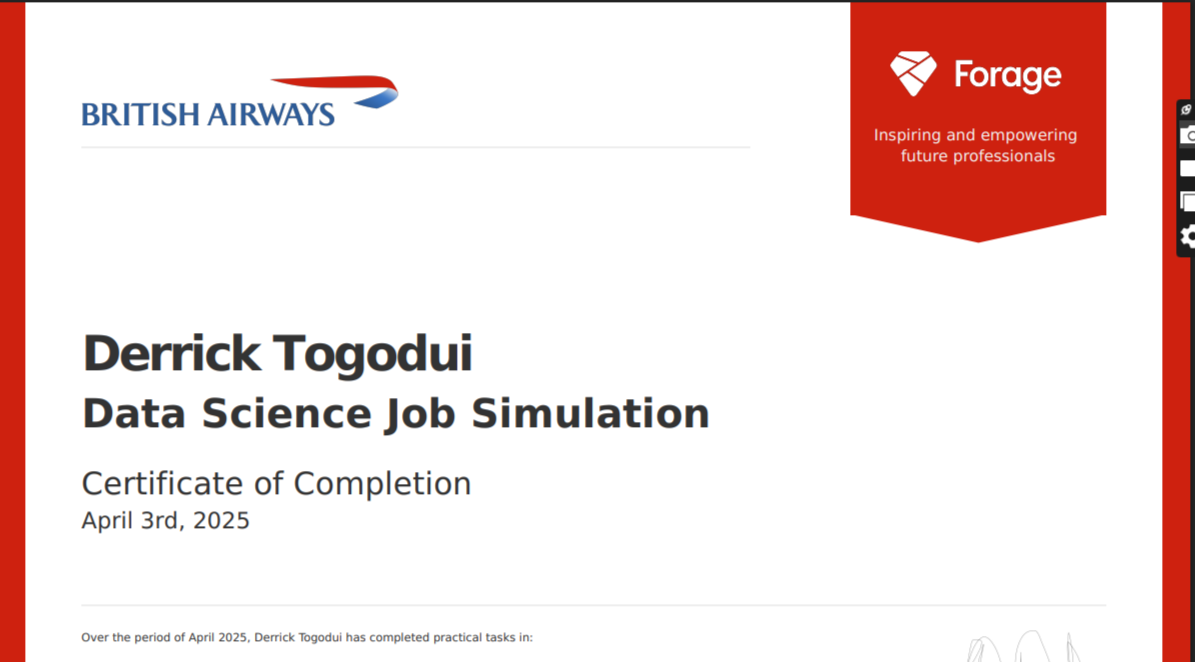 BRITISH AIRWAYS
Forage
Inspiring and empowering
future professionals
Derrick Togodui
Data Science Job Simulation
Certificate of Completion
April 3rd, 2025
Over the period of April 2025, Derrick Togodui has completed practical tasks in: